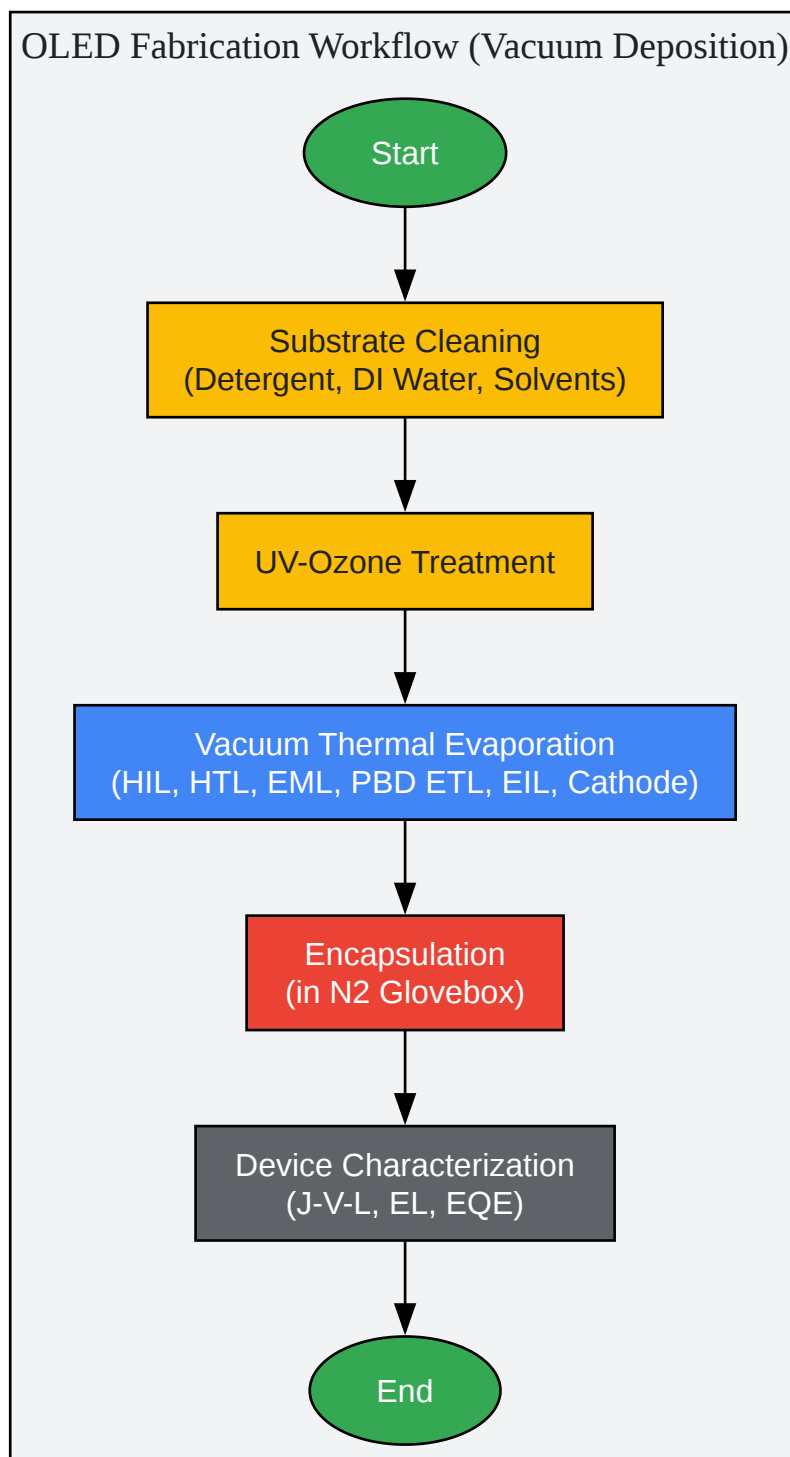 OLED Fabrication Workflow (Vacuum Deposition)
Start
Substrate Cleaning
(Detergent, DI Water, Solvents)
UV-Ozone Treatment
Vacuum Thermal Evaporation
(HIL, HTL, EML, PBD ETL, EIL, Cathode)
Encapsulation
(in N2 Glovebox)
Device Characterization
(J-V-L, EL, EQE)
End